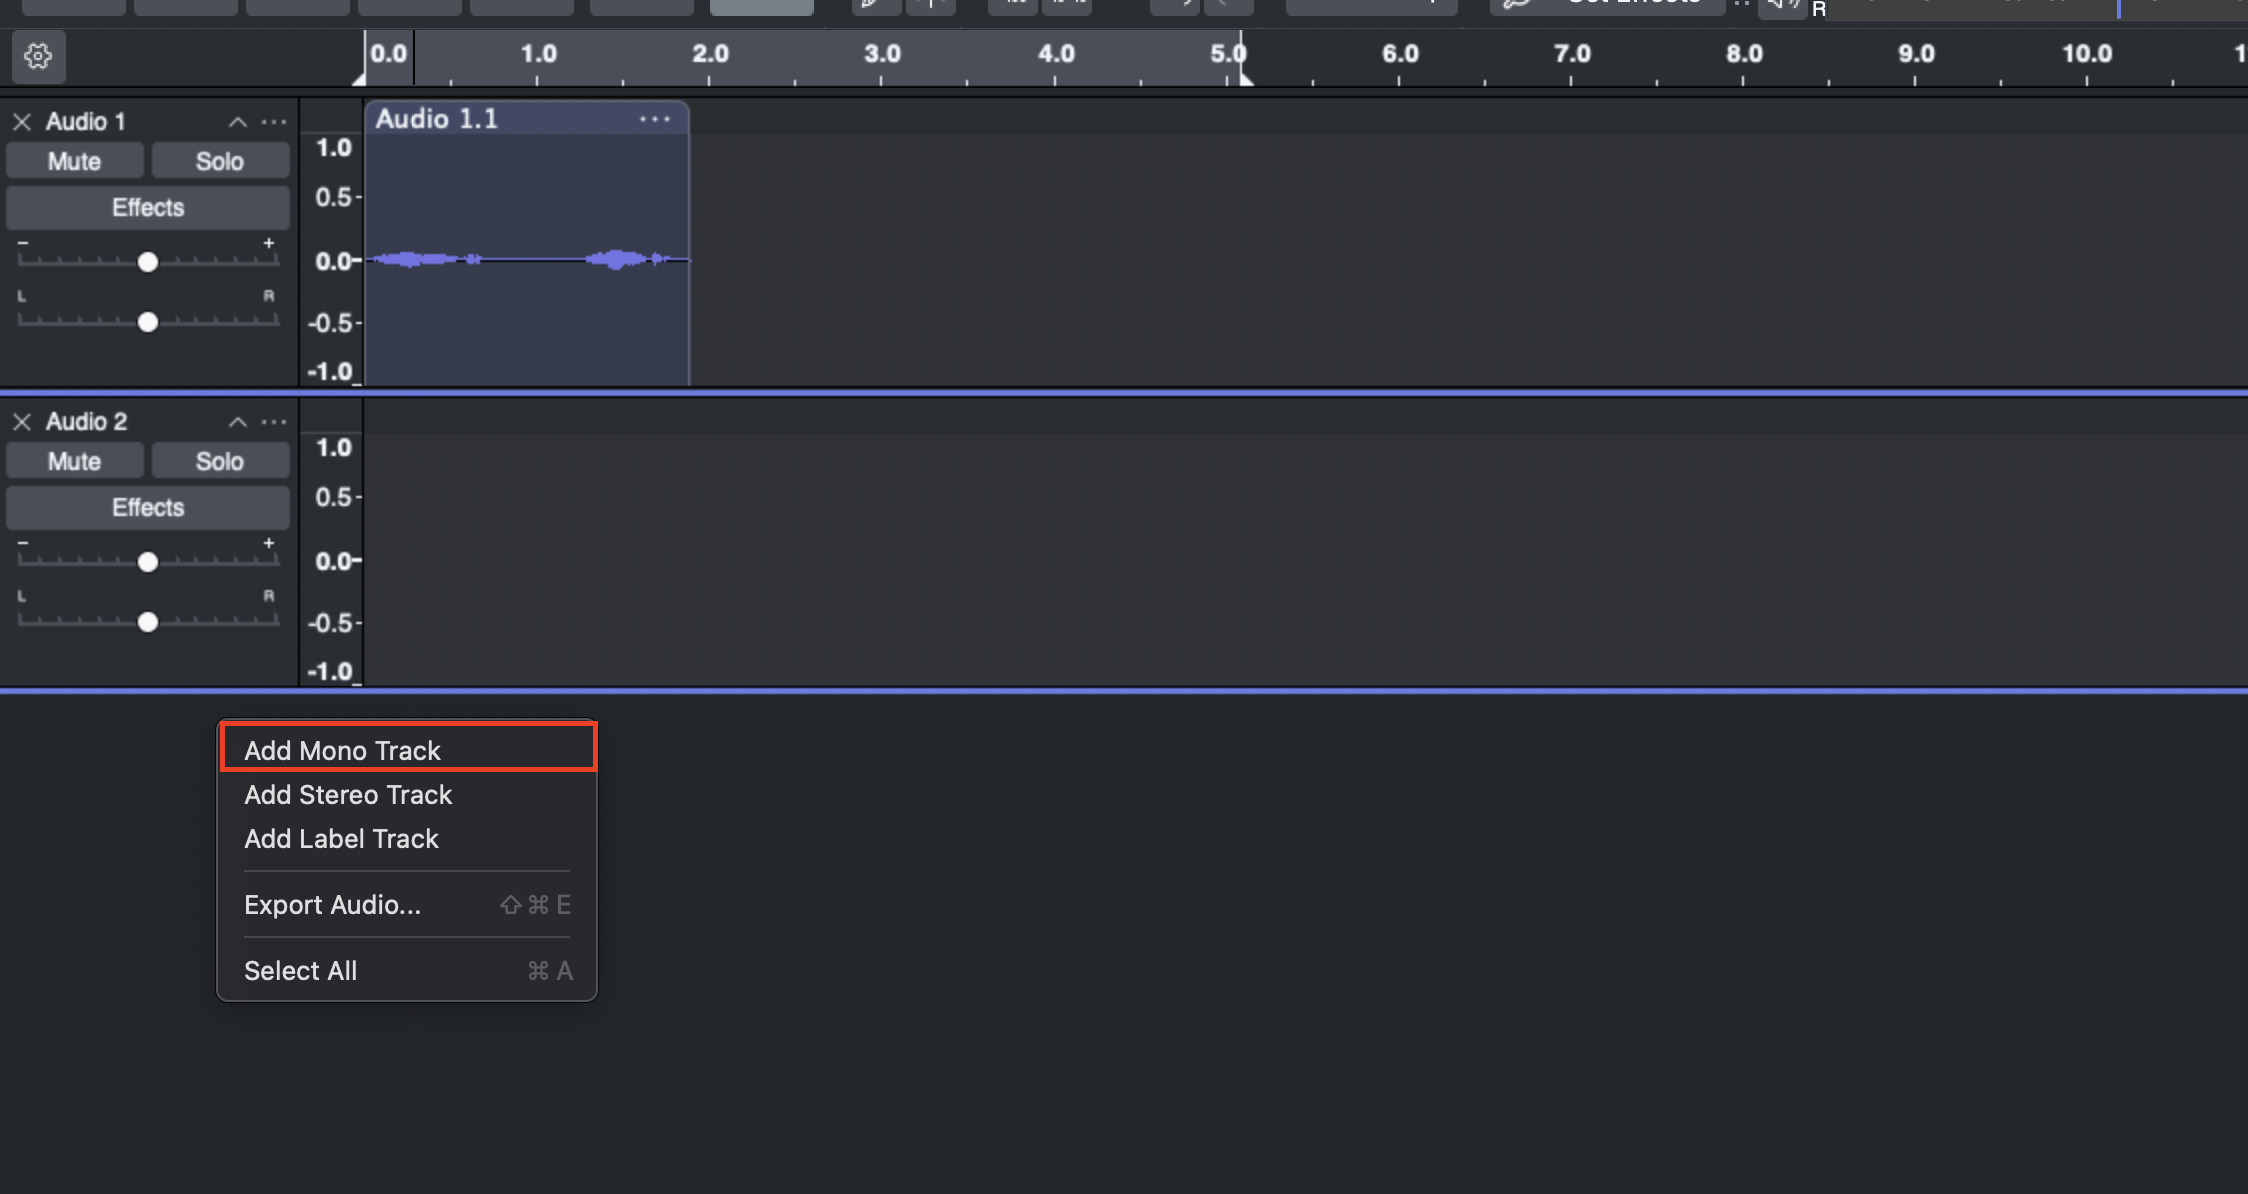 R
0.0 1.0 2.0 3.0 4.0 5.0 6.0 7.0 8.0 9.0 10.0
Audio 1
Audio 1.1
Mute Solo
Effects
- +
L R
1.0
0.5
0.0
-0.5
-1.0
Audio 2
Mute Solo
Effects
- +
L R
1.0
0.5
0.0
-0.5
-1.0
Add Mono Track
Add Stereo Track
Add Label Track
Export Audio... ⇧⌘E
Select All ⌘A